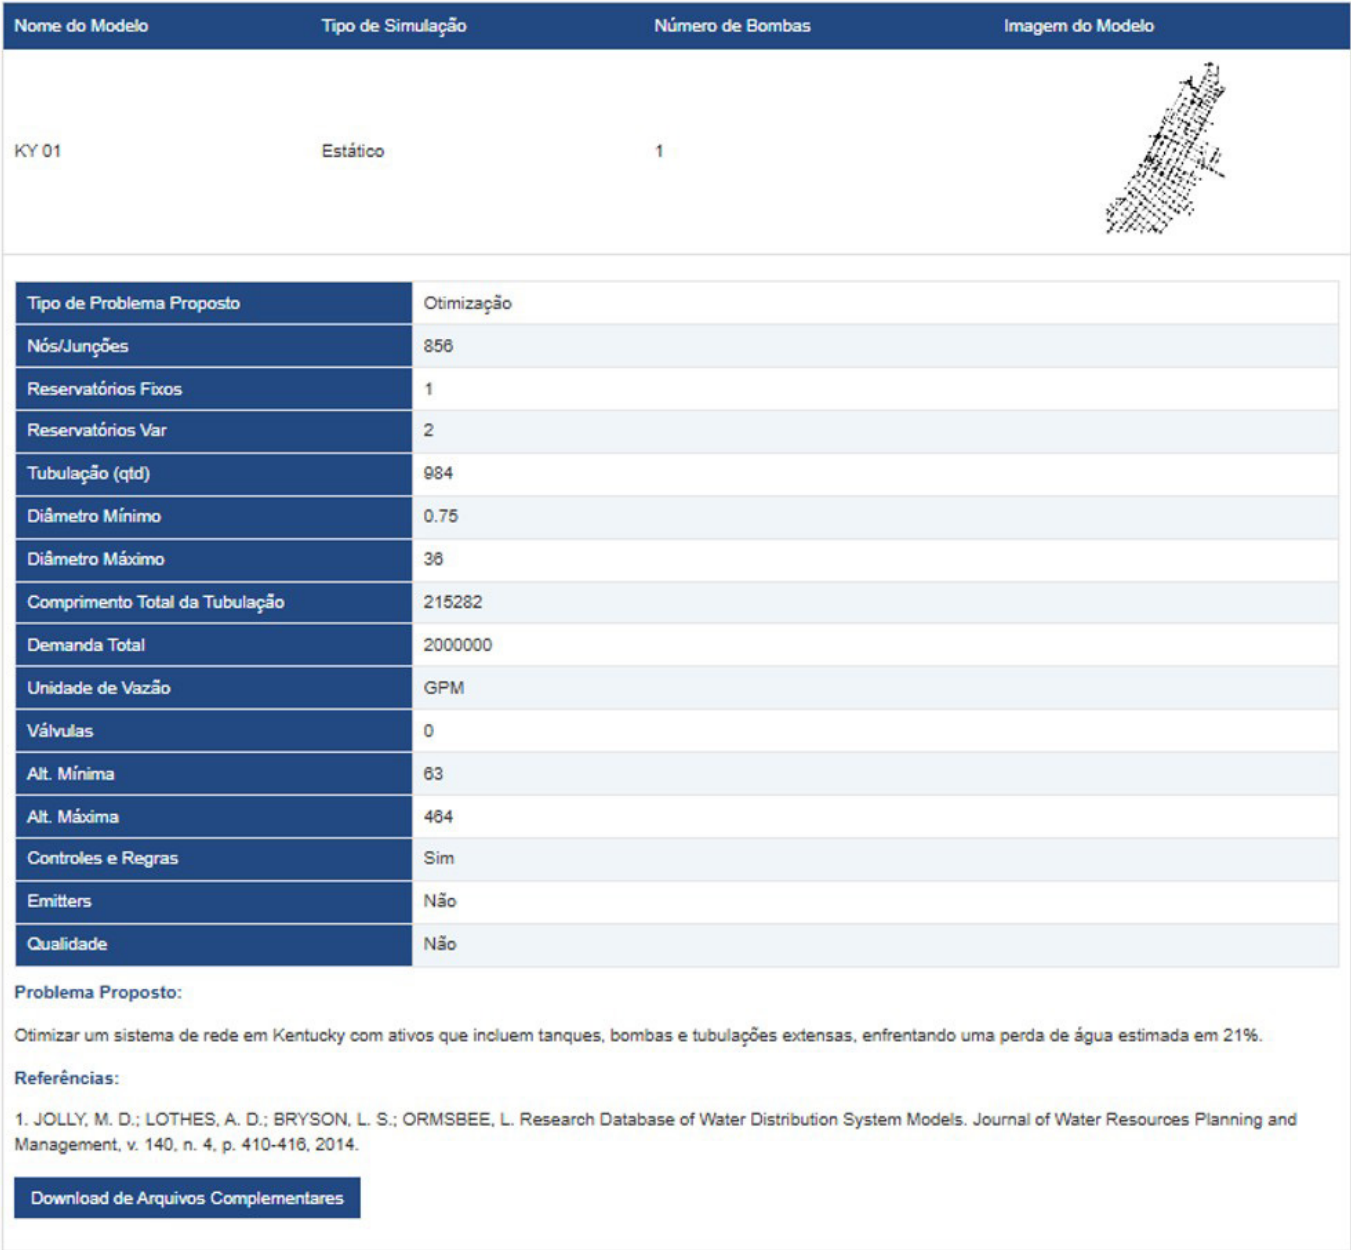 Nome do Modelo Tipo de Simulação Número de Bombas Imagem do Modelo
KY 01 Estático 1
Tipo de Problema Proposto Otimização
Nós/Junções 856
Reservatórios Fixos 1
Reservatórios Var 2
Tubulação (qtd) 984
Diâmetro Mínimo 0.75
Diâmetro Máximo 36
Comprimento Total da Tubulação 215282
Demanda Total 2000000
Unidade de Vazão GPM
Válvulas 0
Alt. Mínima 63
Alt. Máxima 464
Controles e Regras Sim
Emitters Não
Qualidade Não
Problema Proposto:
Otimizar um sistema de rede em Kentucky com ativos que incluem tanques, bombas e tubulações extensas, enfrentando uma perda de água estimada em 21%.
Referências:
1. JOLLY, M. D.; LOTHES, A. D.; BRYSON, L. S.; ORMSBEE, L. Research Database of Water Distribution System Models. Journal of Water Resources Planning and
Management, v. 140, n. 4, p. 410-416, 2014.
Download de Arquivos Complementares